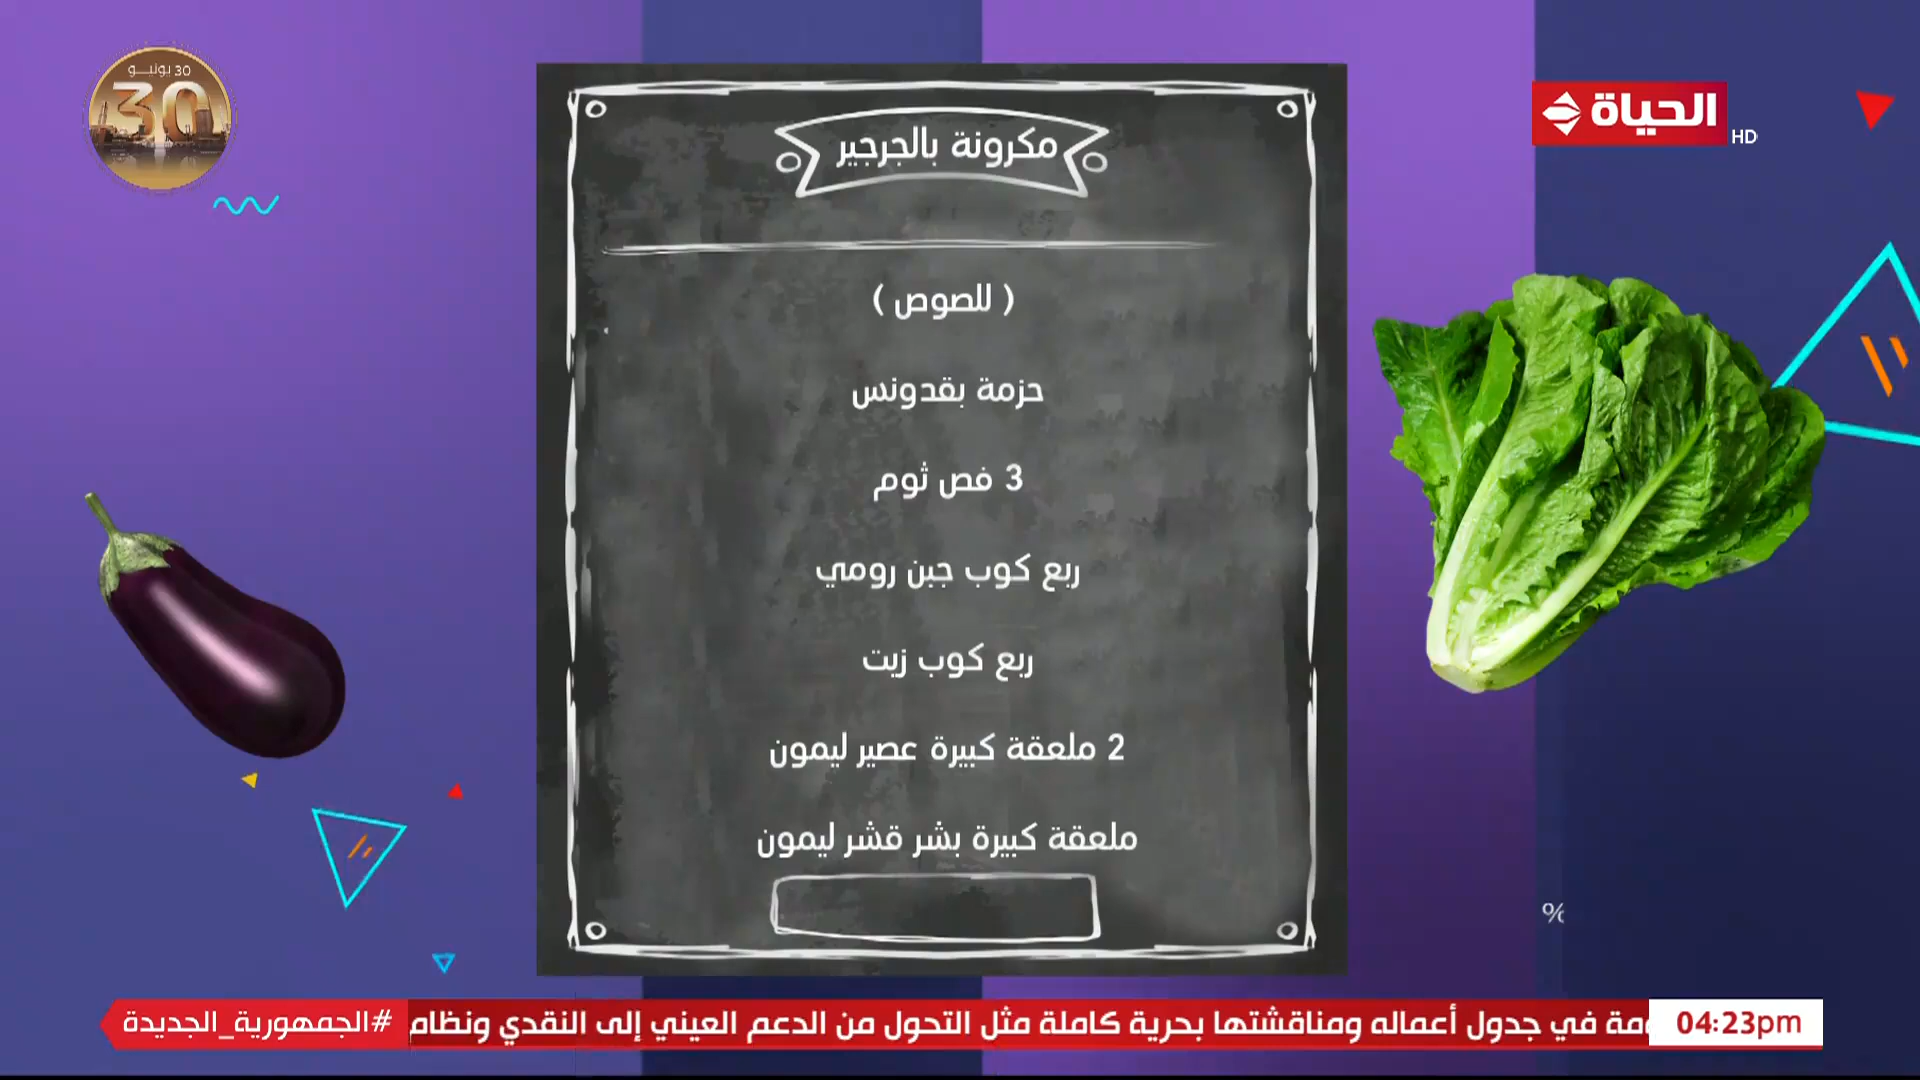 30 يونيو
30
الحياة
HD
مكرونة بالجرجير
( للصوص )
حزمة بقدونس
3 فص ثوم
ربع كوب جبن رومي
ربع كوب زيت
2 ملعقة كبيرة عصير ليمون
ملعقة كبيرة بشر قشر ليمون
%
في جدول أعماله ومناقشتها بحرية كاملة مثل التحول من الدعم العيني إلى النقدي ونظام
#الجمهورية_الجديدة
04:23pm